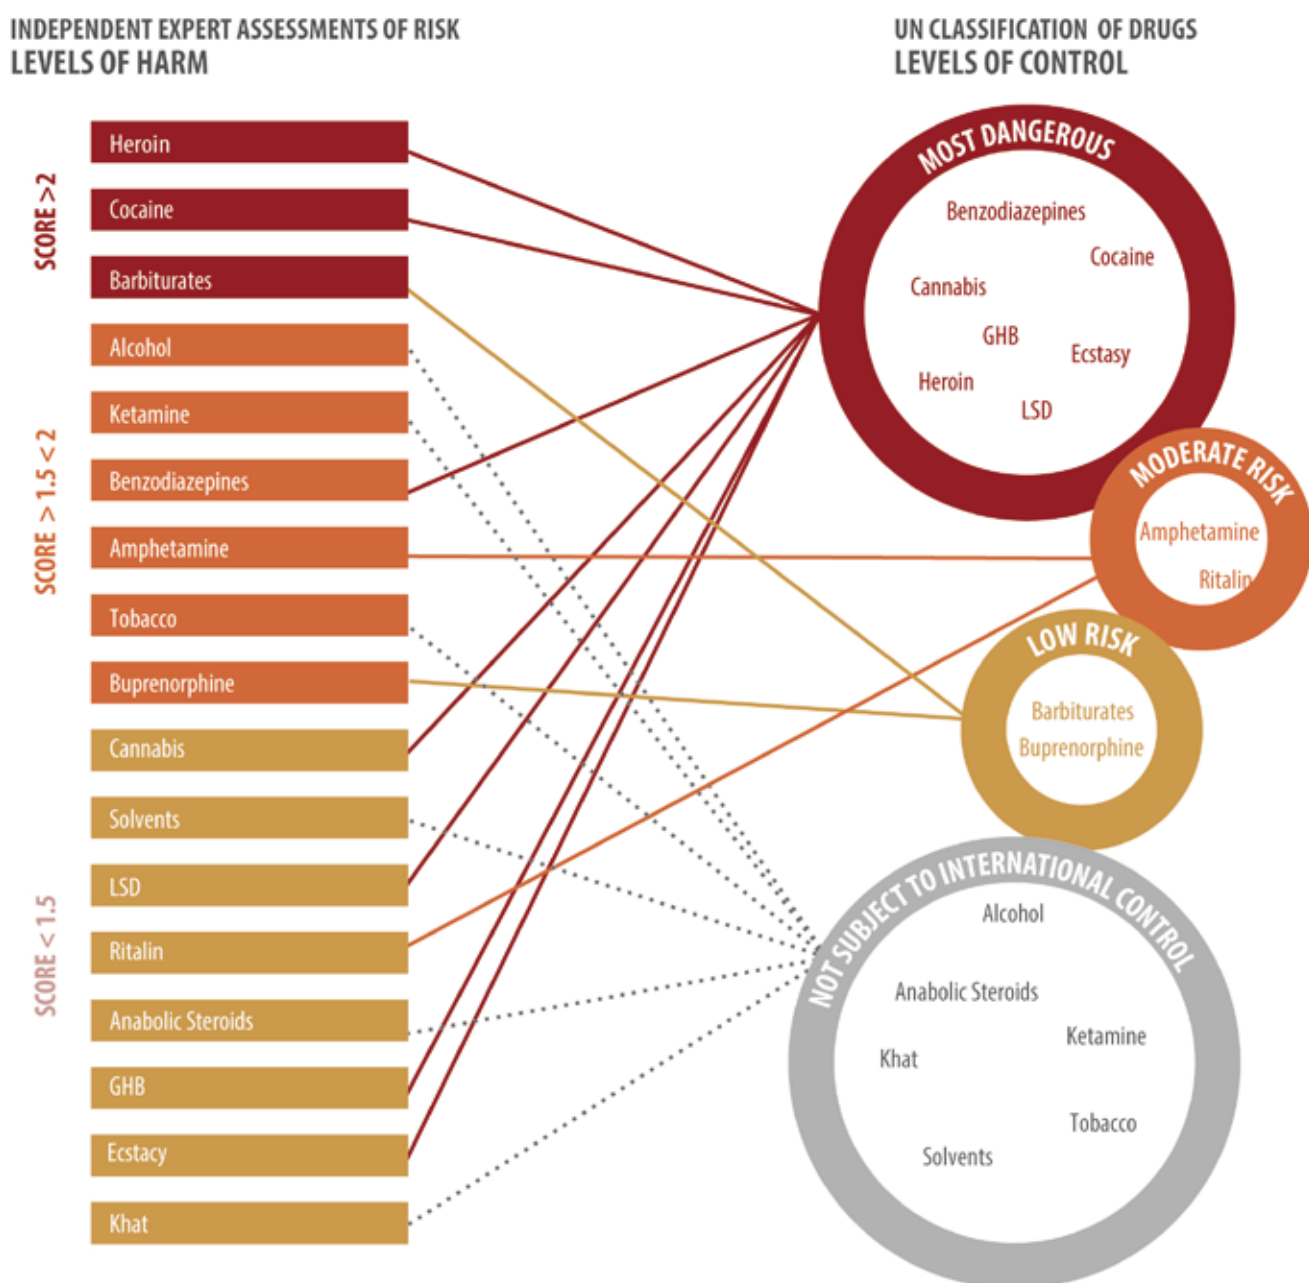 INDEPENDENT EXPERT ASSESSMENTS OF RISK
LEVELS OF HARM
SCORE >2
Heroin
Cocaine
Barbiturates
SCORE > 1.5 < 2
Alcohol
Ketamine
Benzodiazepines
Amphetamine
Tobacco
Buprenorphine
SCORE < 1.5
Cannabis
Solvents
LSD
Ritalin
Anabolic Steroids
GHB
Ecstacy
Khat
UN CLASSIFICATION OF DRUGS
LEVELS OF CONTROL
MOST DANGEROUS
Benzodiazepines
Cocaine
Cannabis
GHB
Ecstasy
Heroin
LSD
MODERATE RISK
Amphetamine
Ritalin
LOW RISK
Barbiturates
Buprenorphine
NOT SUBJECT TO INTERNATIONAL CONTROL
Alcohol
Anabolic Steroids
Ketamine
Khat
Tobacco
Solvents